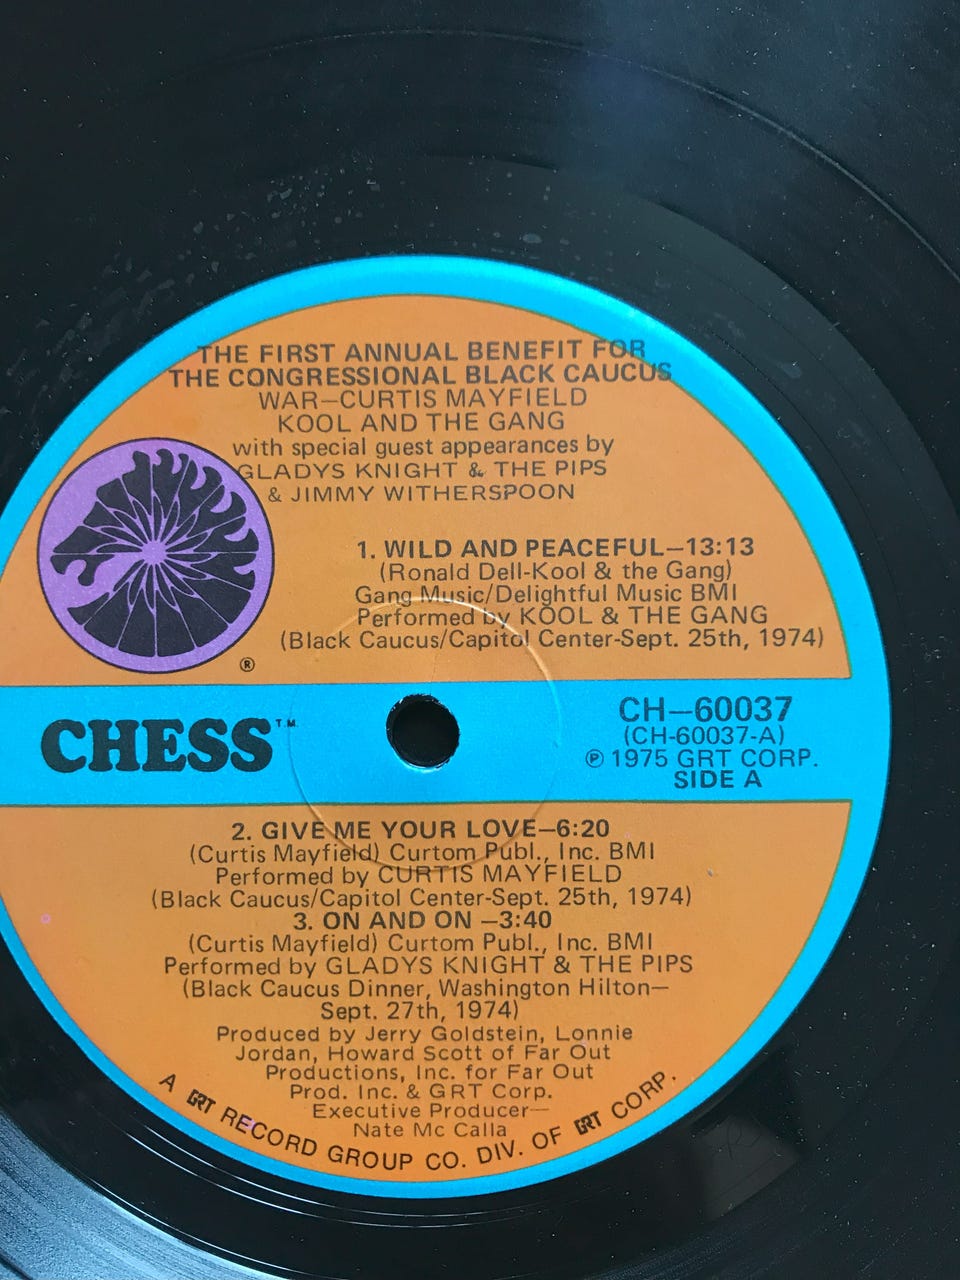 THE FIRST ANNUAL BENEFIT FOR
THE CONGRESSIONAL BLACK CAUCUS
WAR—CURTIS MAYFIELD
KOOL AND THE GANG
with special guest appearances by
GLADYS KNIGHT & THE PIPS
& JIMMY WITHERSPOON
1. WILD AND PEACEFUL—13:13
(Ronald Dell-Kool & the Gang)
Gang Music/Delightful Music BMI
Performed by KOOL & THE GANG
(Black Caucus/Capitol Center-Sept. 25th, 1974)
®
CHESS™
CH—60037
(CH-60037-A)
℗ 1975 GRT CORP.
SIDE A
2. GIVE ME YOUR LOVE—6:20
(Curtis Mayfield) Curtom Publ., Inc. BMI
Performed by CURTIS MAYFIELD
(Black Caucus/Capitol Center-Sept. 25th, 1974)
3. ON AND ON —3:40
(Curtis Mayfield) Curtom Publ., Inc. BMI
Performed by GLADYS KNIGHT & THE PIPS
(Black Caucus Dinner, Washington Hilton—
Sept. 27th, 1974)
Produced by Jerry Goldstein, Lonnie
Jordan, Howard Scott of Far Out
Productions, Inc. for Far Out
Prod. Inc. & GRT Corp.
Executive Producer—
Nate Mc Calla
A GRT RECORD GROUP CO. DIV. OF GRT CORP.